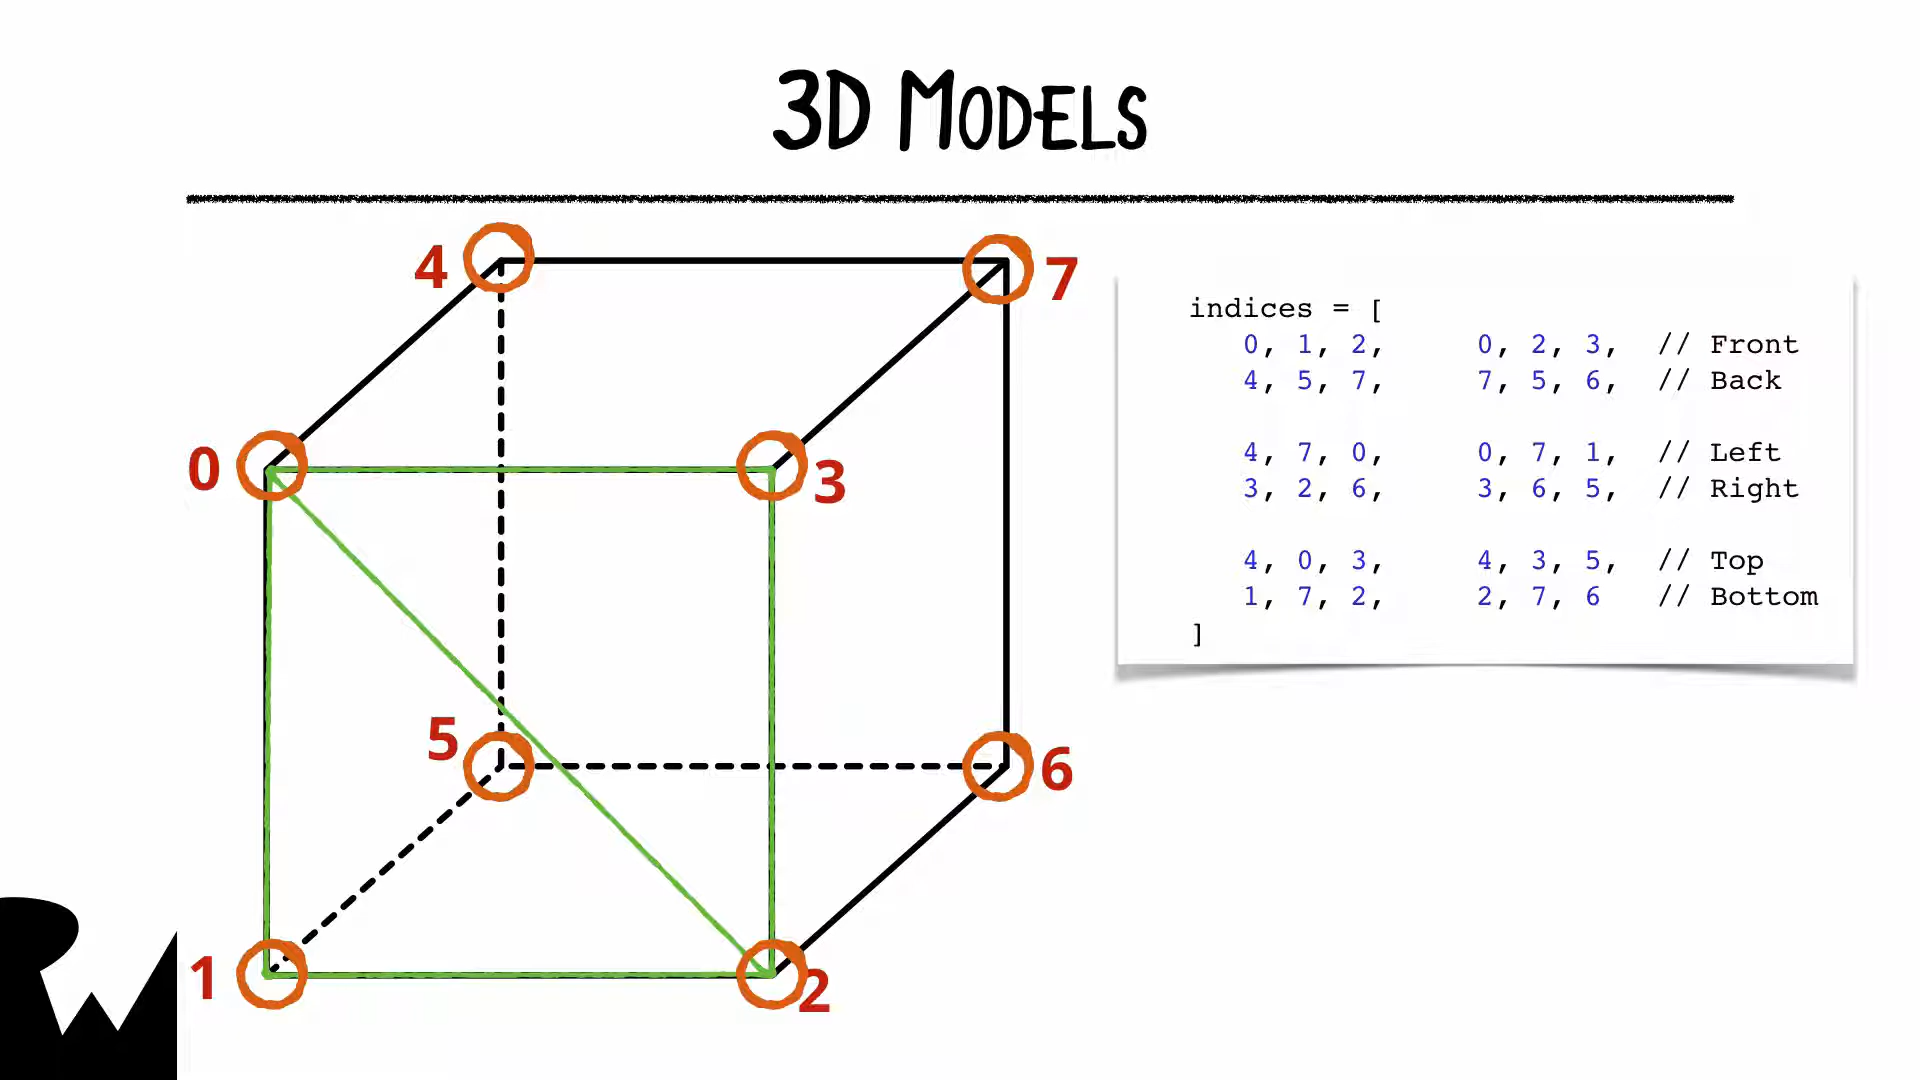 3D Models
4
7
0
3
5
6
1
2
indices = [
0, 1, 2, 0, 2, 3, // Front
4, 5, 7, 7, 5, 6, // Back
4, 7, 0, 0, 7, 1, // Left
3, 2, 6, 3, 6, 5, // Right
4, 0, 3, 4, 3, 5, // Top
1, 7, 2, 2, 7, 6 // Bottom
]